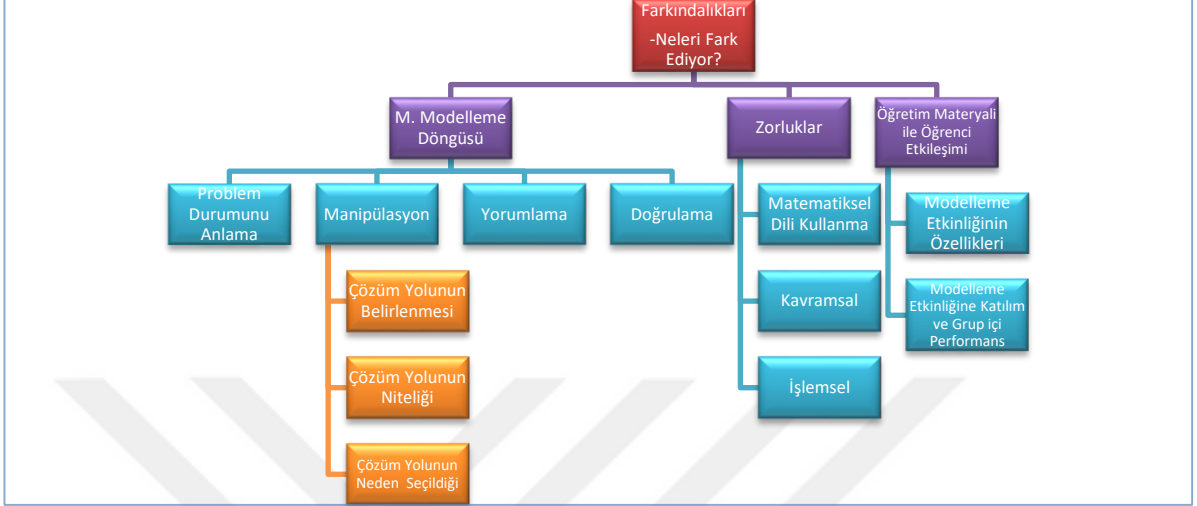 Farkındalıkları
-Neleri Fark
Ediyor?
M. Modelleme
Döngüsü
Zorluklar
Öğretim Materyali
ile Öğrenci
Etkileşimi
Problem
Durumunu
Anlama
Manipülasyon
Yorumlama
Doğrulama
Matematiksel
Dili Kullanma
Modelleme
Etkinliğinin
Özellikleri
Çözüm Yolunun
Belirlenmesi
Kavramsal
Modelleme
Etkinliğine Katılım
ve Grup içi
Performans
Çözüm Yolunun
Niteliği
İşlemsel
Çözüm Yolunun
Neden Seçildiği